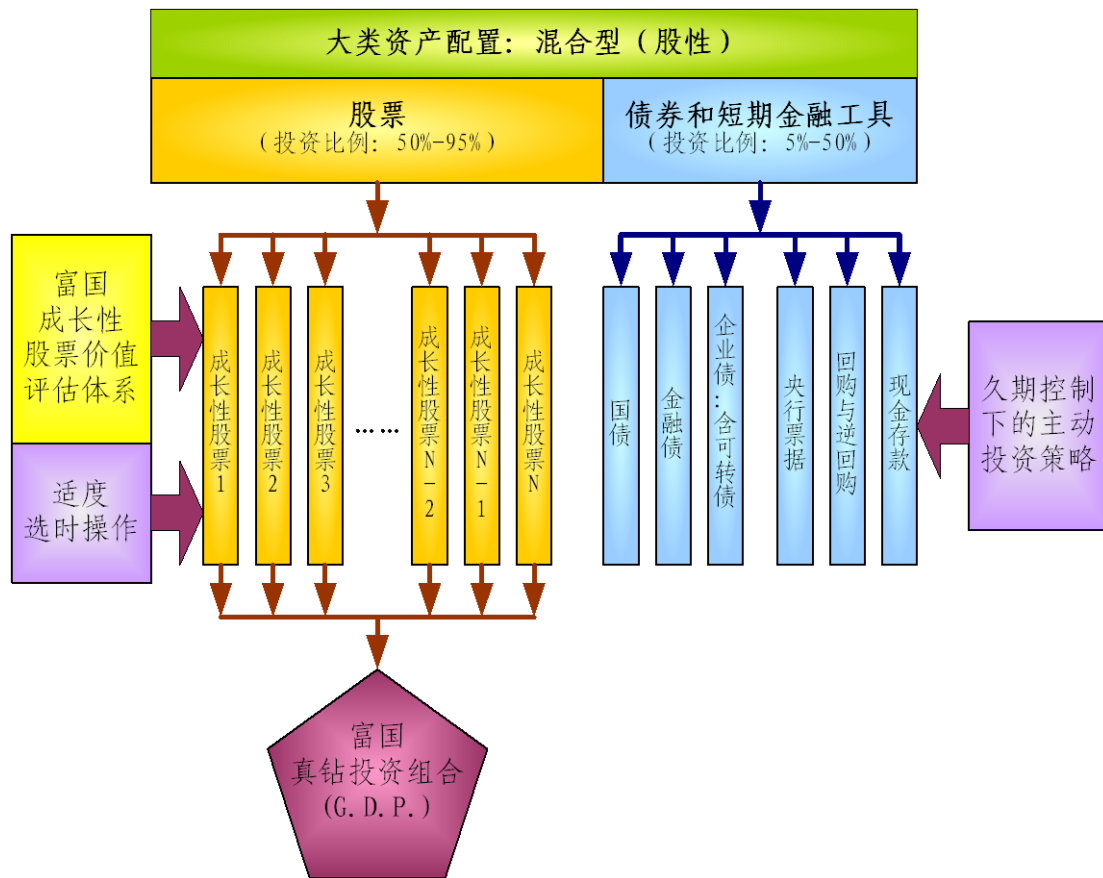 大类资产配置：混合型（股性）
股票
（投资比例：50%-95%）
债券和短期金融工具
（投资比例：5%-50%）
富国
成长性
股票价值
评估体系
适度
选时操作
成长性股票1
成长性股票2
成长性股票3
……
成长性股票N-2
成长性股票N-1
成长性股票N
国债
金融债
企业债：含可转债
央行票据
回购与逆回购
现金存款
久期控制
下的主动
投资策略
富国
真钻投资组合
(G.D.P.)